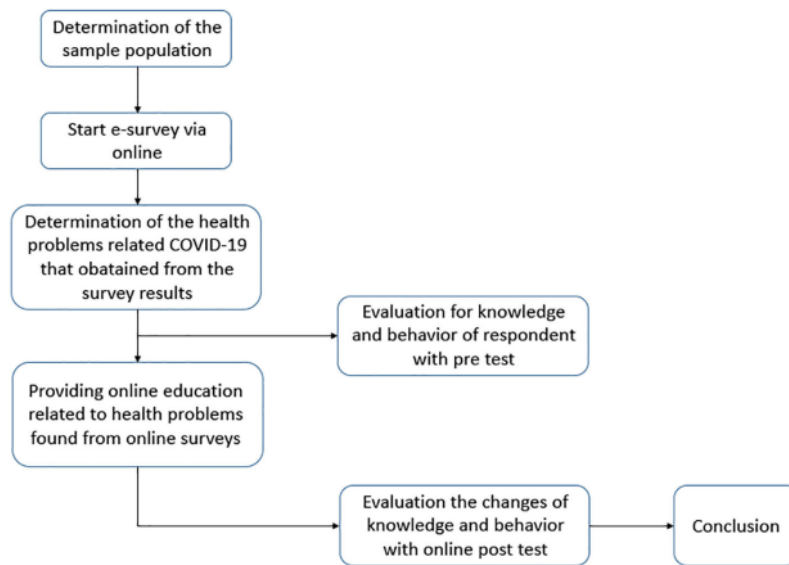 Determination of the
sample population
Start e-survey via
online
Determination of the health
problems related COVID-19
that obatained from the
survey results
Evaluation for knowledge
and behavior of respondent
with pre test
Providing online education
related to health problems
found from online surveys
Evaluation the changes of
knowledge and behavior
with online post test
Conclusion